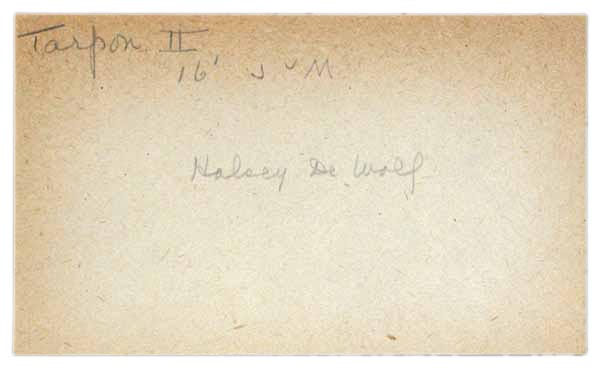 Tarpon II
16' J & M
Halsey De Wolf